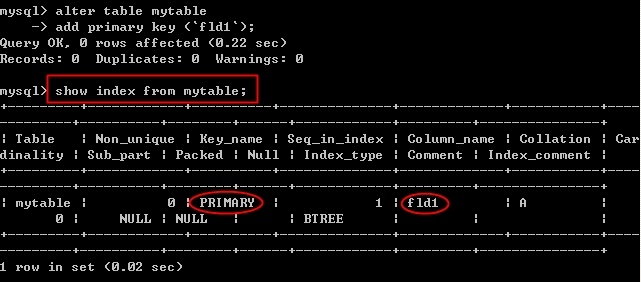 mysql> alter table mytable
    -> add primary key (`fld1`);
Query OK, 0 rows affected (0.22 sec)
Records: 0  Duplicates: 0  Warnings: 0
mysql> show index from mytable;
| Table | Non_unique | Key_name | Seq_in_index | Column_name | Collation | Car
dinality | Sub_part | Packed | Null | Index_type | Comment | Index_comment |
| mytable | 0 | PRIMARY | 1 | fld1 | A |
0 | NULL | NULL | | BTREE | | |
1 row in set (0.02 sec)